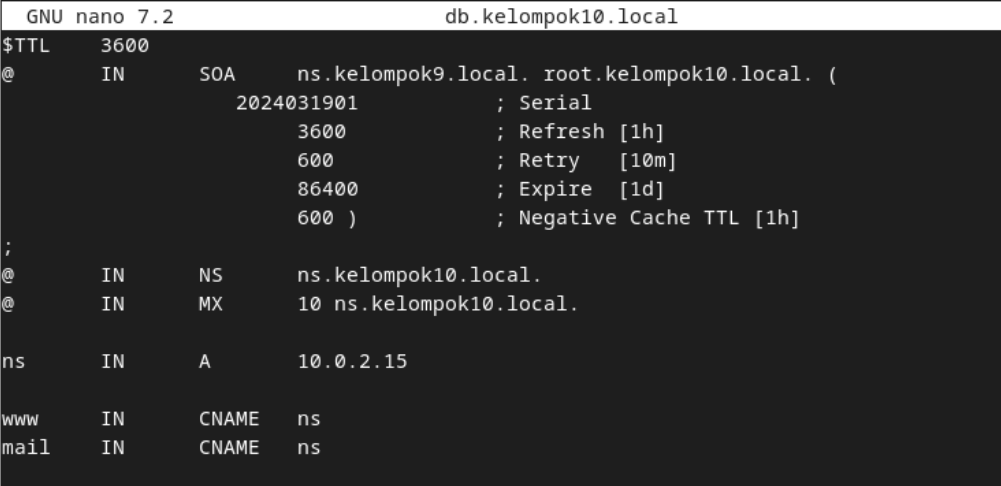 GNU nano 7.2 db.kelompok10.local
$TTL 3600
@ IN SOA ns.kelompok9.local. root.kelompok10.local. (
2024031901 ; Serial
3600 ; Refresh [1h]
600 ; Retry [10m]
86400 ; Expire [1d]
600 ) ; Negative Cache TTL [1h]
;
@ IN NS ns.kelompok10.local.
@ IN MX 10 ns.kelompok10.local.
ns IN A 10.0.2.15
www IN CNAME ns
mail IN CNAME ns